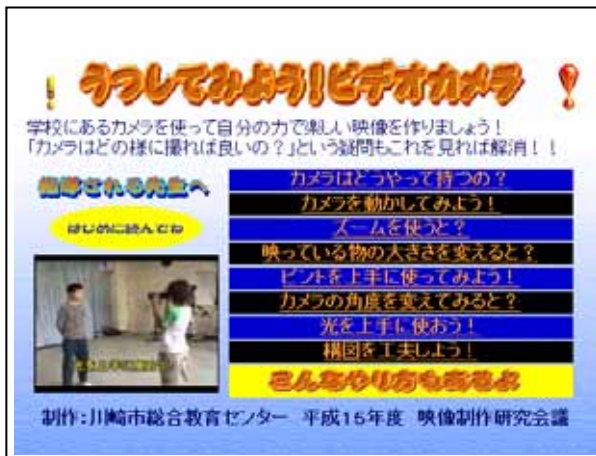 うつしてみよう!ビデオカメラ
学校にあるカメラを使って自分の力で楽しい映像を作りましょう!
「カメラはどの様に撮れば良いの?」という疑問もこれを見れば解消!!
指導される先生へ
はじめに読んでね
カメラはどうやって持つの?
カメラを動かしてみよう!
ズームを使うと?
映っている物の大きさを変えると?
ピントを上手に使ってみよう!
カメラの角度を変えてみると?
光を上手に使おう!
構図を工夫しよう!
こんなやり方もあるよ
制作:川崎市総合教育センター 平成15年度 映像制作研究会議